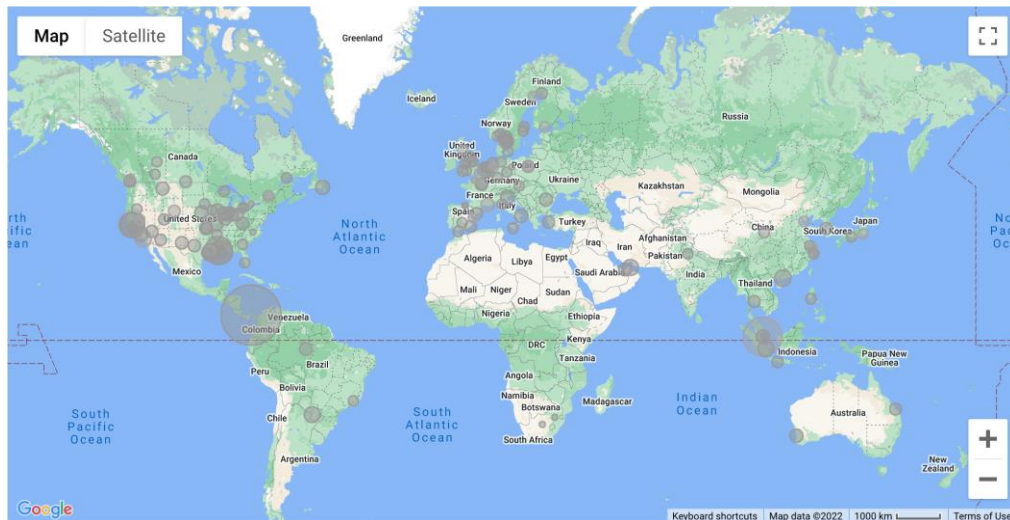 Map
Satellite
Greenland
Iceland
Finland
Sweden
Norway
Russia
United
Kingdom
Canada
Poland
Germany
Ukraine
France
Kazakhstan
Mongolia
Italy
Spain
Turkey
United States
North
Atlantic
Ocean
China
South Korea
Japan
Afghanistan
Iraq
Iran
Pakistan
Algeria
Libya
Egypt
Saudi Arabia
India
Mexico
Mali
Niger
Chad
Sudan
Thailand
Nigeria
Ethiopia
Venezuela
Colombia
DRC
Kenya
Tanzania
Indonesia
Papua New
Guinea
Brazil
Peru
Bolivia
Angola
Namibia
Botswana
Madagascar
Indian
Ocean
Australia
Chile
South
Pacific
Ocean
South
Atlantic
Ocean
South Africa
Argentina
New
Zealand
Google
Keyboard shortcuts
Map data ©2022
1000 km
Terms of Use